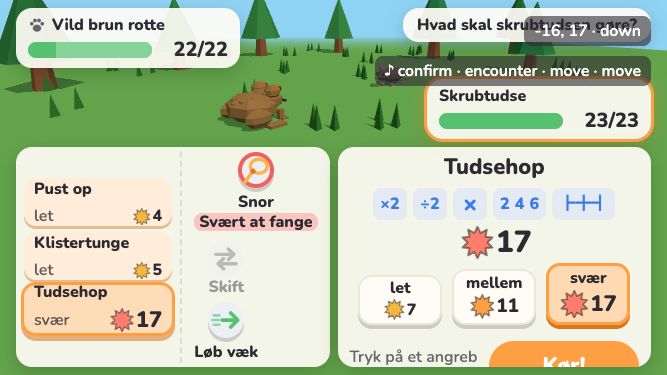 Vild brun rotte
22/22
Hvad skal skrubtudsen gøre?
-16, 17 · down
♪ confirm · encounter · move · move
Skrubtudse
23/23
Pust op
let 4
Klistertunge
let 5
Tudsehop
svær 17
Snor
Svært at fange
Skift
Løb væk
Tudsehop
×2 ÷2 × 2 4 6
17
let
7
mellem
11
svær
17
Tryk på et angreb
Kør!